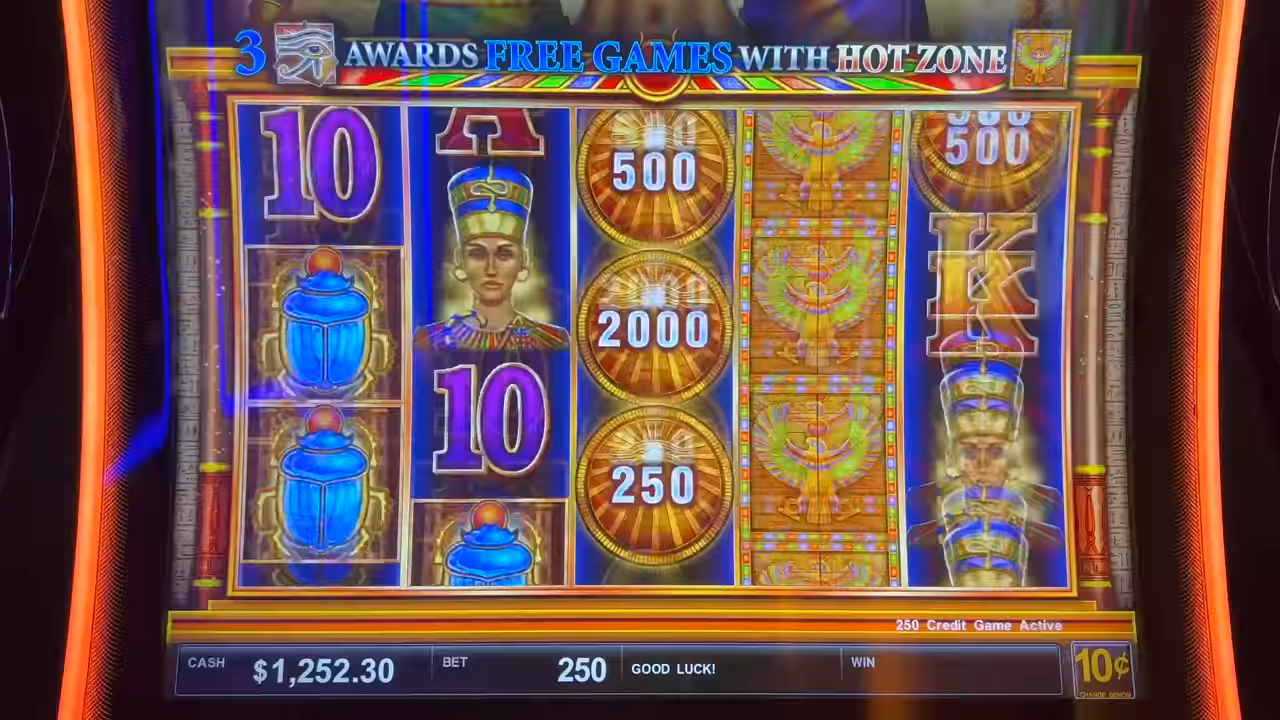 3 AWARDS FREE GAMES WITH HOT ZONE
10
A
500
500
K
2000
10
250
250 Credit Game Active
CASH $1,252.30 BET 250 GOOD LUCK! WIN 10¢
CHANGE DENOM